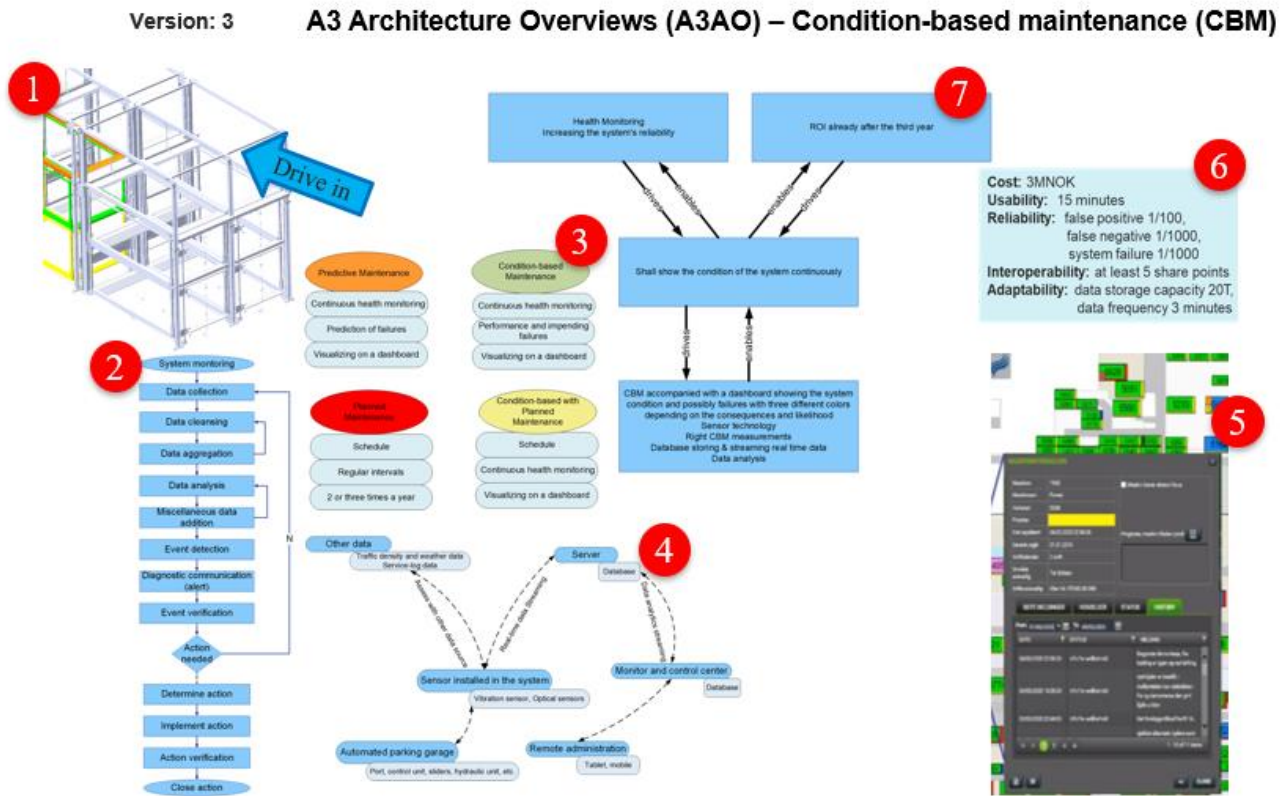 Version: 3
A3 Architecture Overviews (A3AO) – Condition-based maintenance (CBM)
1
Drive in
2
System montoring
Data collection
Data cleansing
Data aggregation
Data analysis
Miscellaneous data
addition
Event detection
Diagnostic communication
(alert)
Event verification
Action
needed
N
Determine action
Implement action
Action verification
Close action
3
Predictive Maintenance
Continuous health monitoring
Prediction of failures
Visualizing on a dashboard
Condition-based
Maintenance
Continuous health monitoring
Performance and impending
failures
Visualizing on a dashboard
Planned
Maintenance
Schedule
Regular intervals
2 or three times a year
Condition-based with
Planned
Maintenance
Schedule
Continuous health monitoring
Visualizing on a dashboard
7
Health Monitoring
Increasing the system's reliability
ROI already after the third year
drives
enables
enables
drives
Shall show the condition of the system continuously
drives
enables
CBM accompanied with a dashboard showing the system
condition and possibly failures with three different colors
depending on the consequences and likelihood
Sensor technology
Right CBM measurements
Database storing & streaming real time data
Data analysis
4
Other data
Traffic density and weather data
Service-log data
Server
Database
Assess with other data source
Real-time data Streaming
Data analytics streaming
Sensor installed in the system
Vibration sensor, Optical sensors
Monitor and control center
Database
Automated parking garage
Port, control unit, sliders, hydraulic unit, etc
Remote administration
Tablet, mobile
6
Cost: 3MNOK
Usability: 15 minutes
Reliability: false positive 1/100,
false negative 1/1000,
system failure 1/1000
Interoperability: at least 5 share points
Adaptability: data storage capacity 20T,
data frequency 3 minutes
5
STATUS